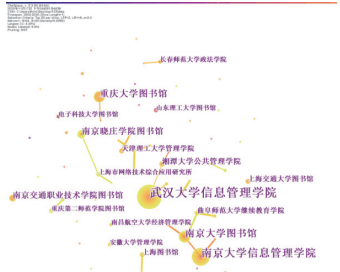 长春师范大学政法学院
重庆大学图书馆
山东理工大学图书馆
电子科技大学图书馆
南京晓庄学院图书馆
天津理工大学管理学院
湘潭大学公共管理学院
上海市网络技术综合应用研究所
上海交通大学图书馆
武汉大学信息管理学院
南京交通职业技术学院图书馆
重庆第二师范学院图书馆
曲阜师范大学继续教育学院
南昌航空大学经济管理学院
南京大学图书馆
安徽大学管理学院
上海图书馆
南京大学信息管理学院